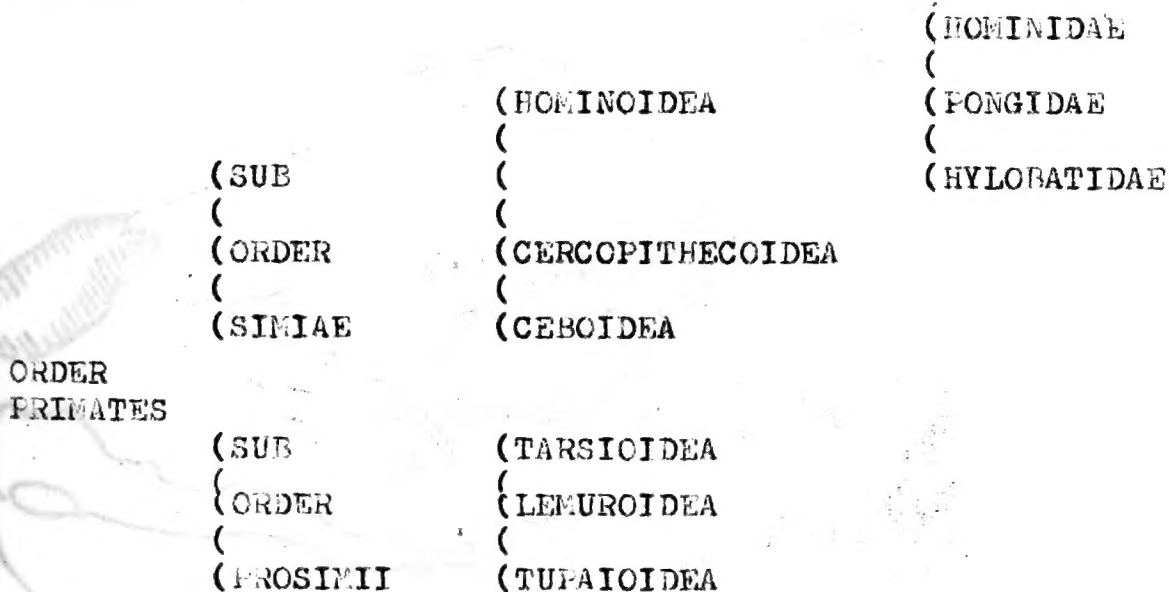 (HOMINIDAE
(
(HOMINOIDEA (PONGIDAE
( (
(SUB ( (HYLOBATIDAE
( (
(ORDER (CERCOPITHECOIDEA
( (
(SIMIAE (CEBOIDEA
ORDER
PRIMATES
(SUB (TARSIOIDEA
( (
(ORDER (LEMUROIDEA
( (
(PROSIMII (TUPAIOIDEA